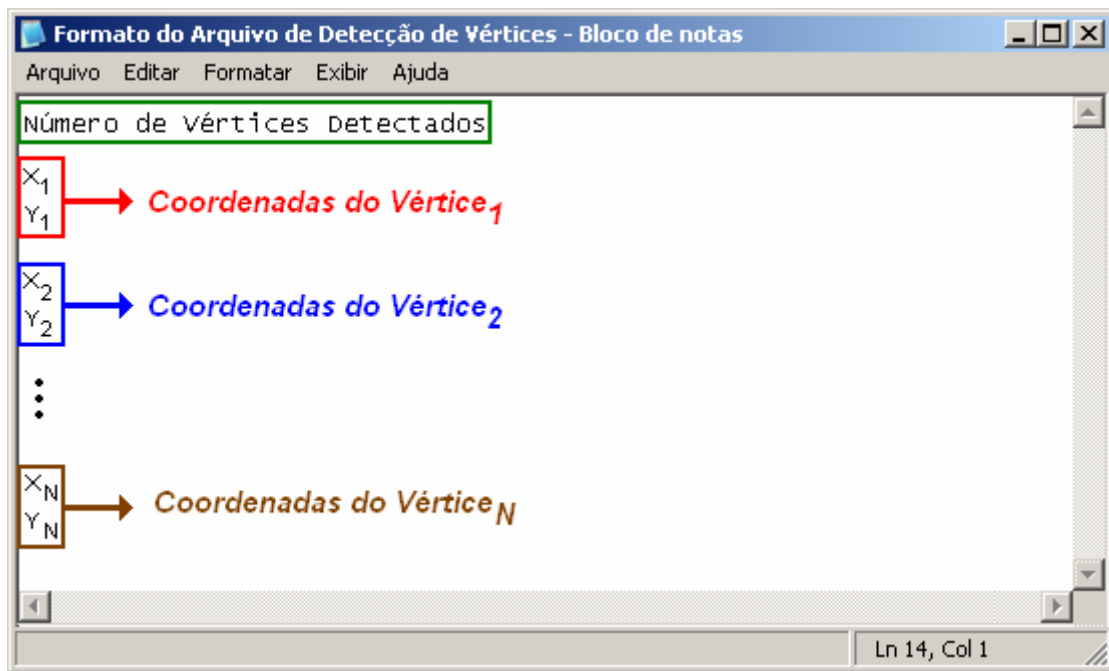 Formato do Arquivo de Detecção de Vértices - Bloco de notas
Arquivo Editar Formatar Exibir Ajuda
Número de Vértices Detectados
X1
Y1
Coordenadas do Vértice1
X2
Y2
Coordenadas do Vértice2
XN
YN
Coordenadas do VérticeN
Ln 14, Col 1